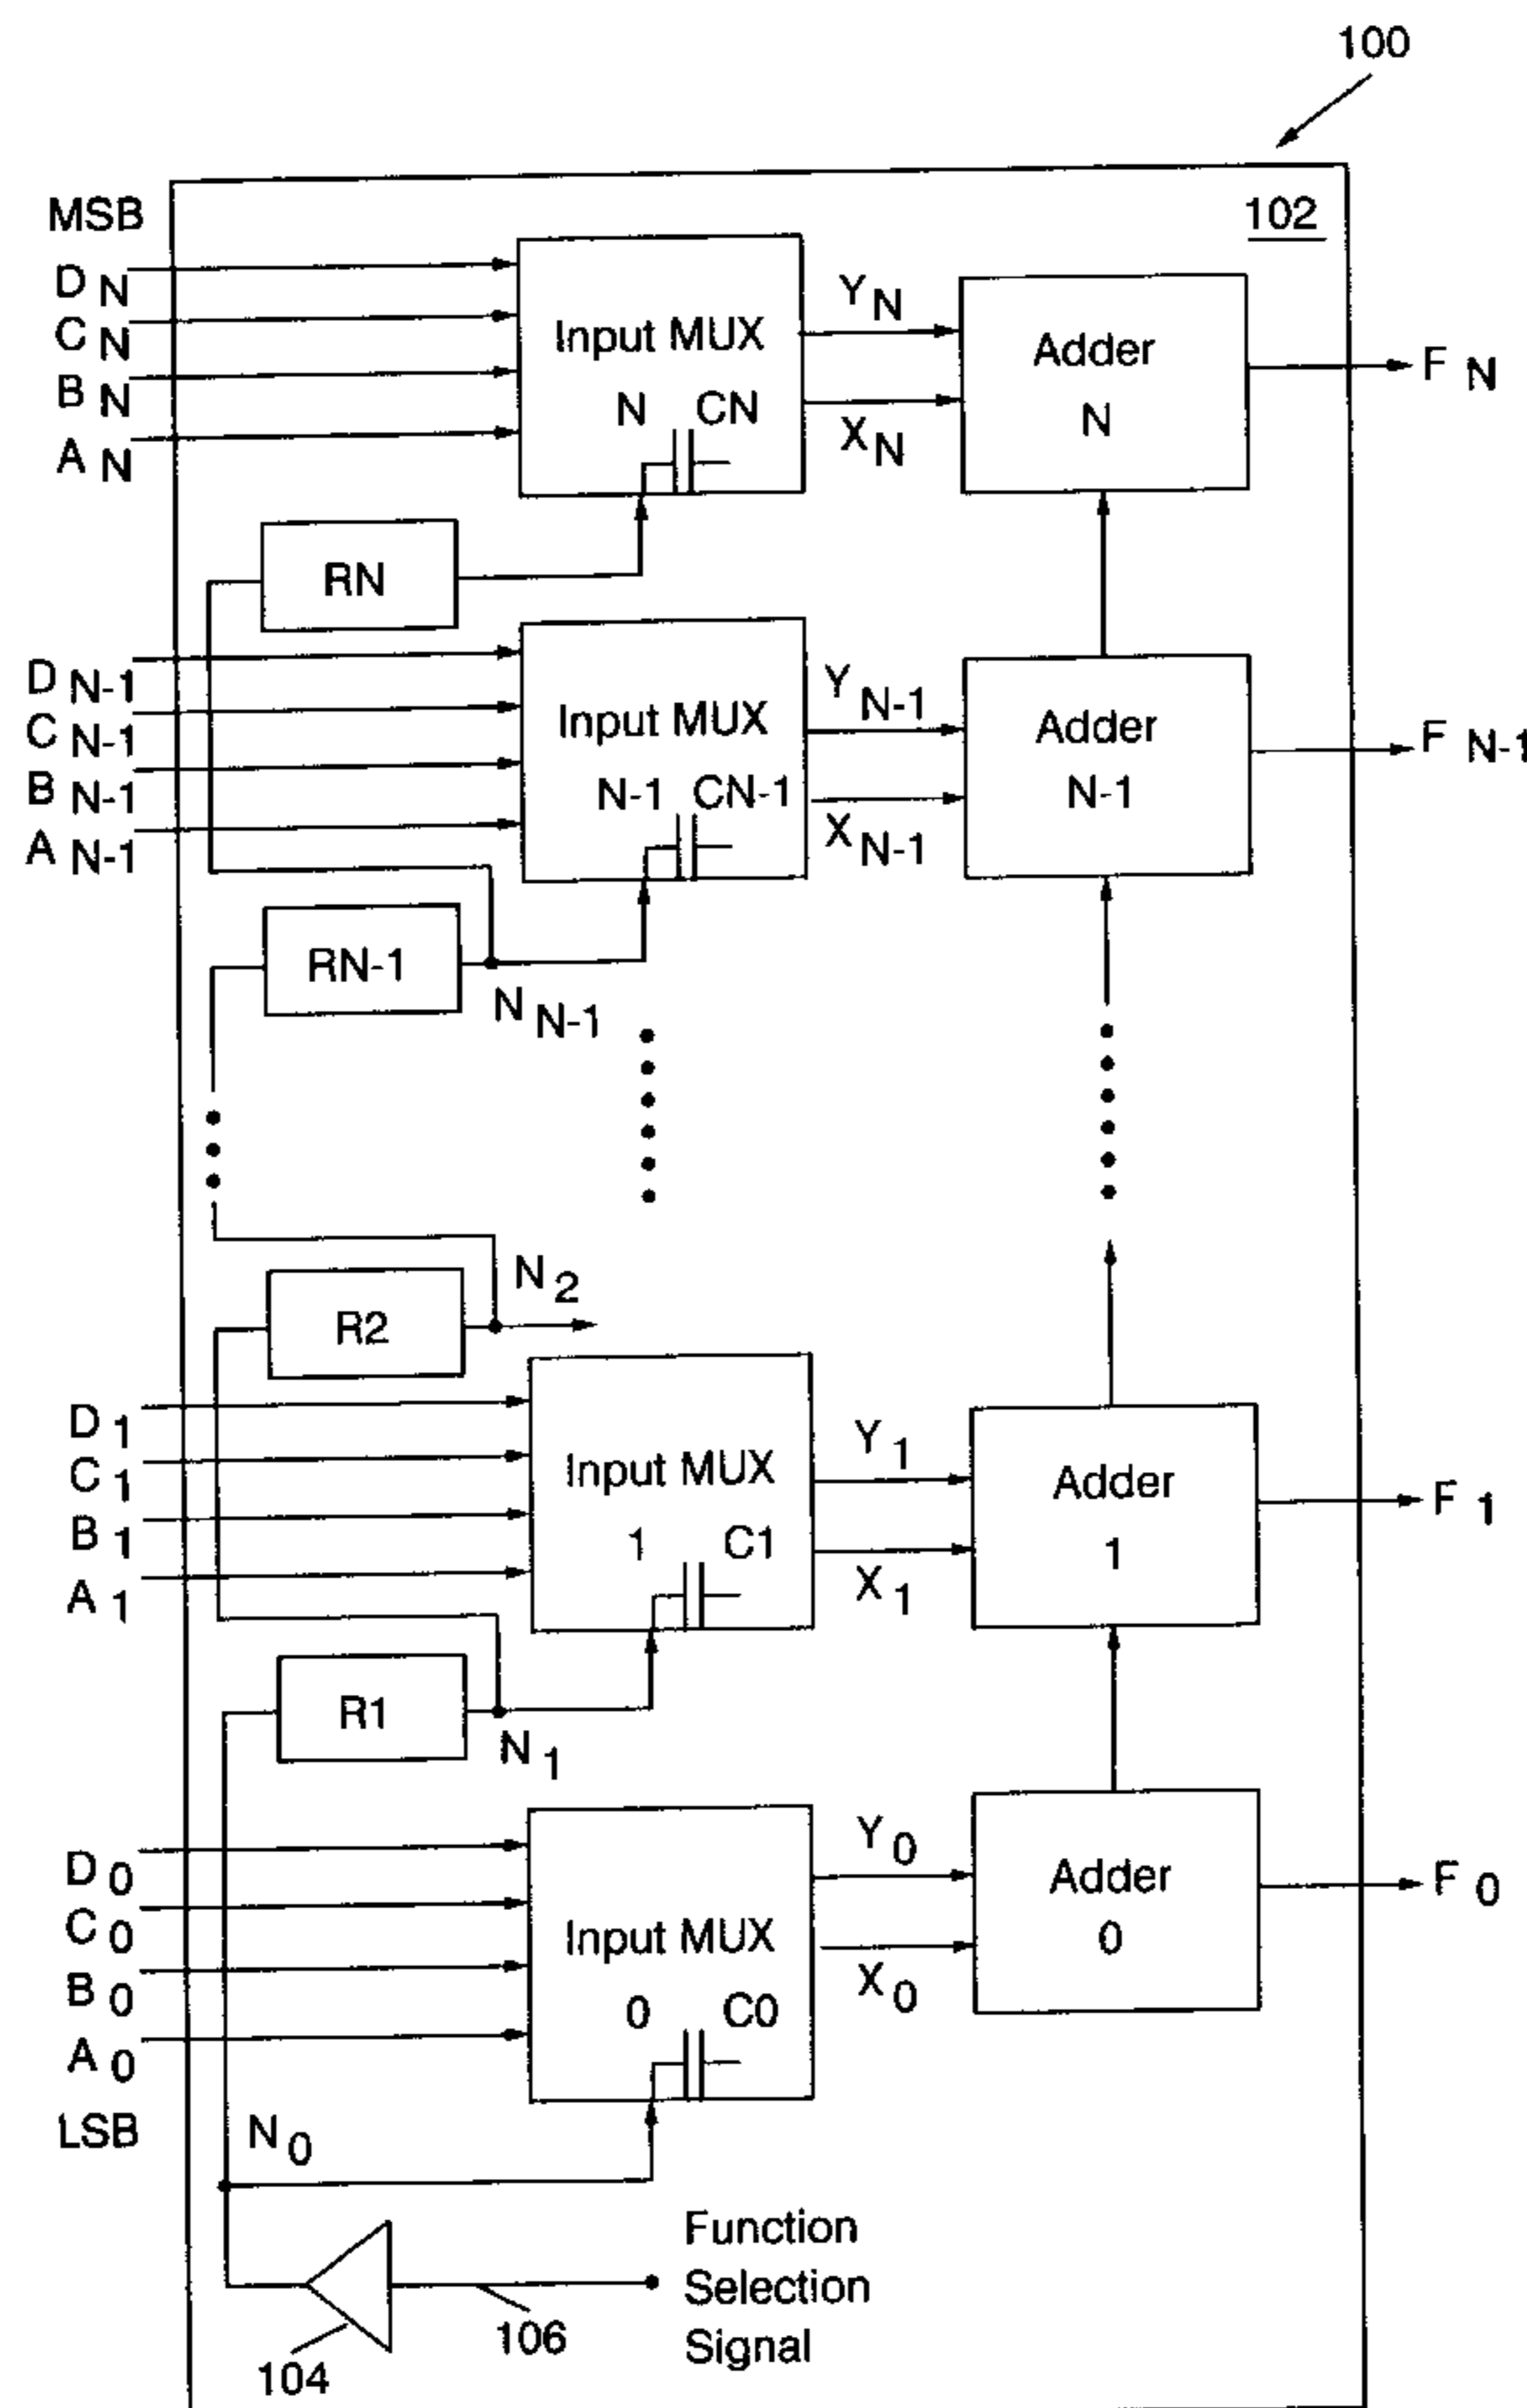 100
MSB
102
D N
C N
B N
A N
Input MUX
N CN
Y N
X N
Adder
N
F N
RN
D N-1
C N-1
B N-1
A N-1
Input MUX
N-1 CN-1
Y N-1
X N-1
Adder
N-1
F N-1
RN-1
N N-1
N 2
R2
D 1
C 1
B 1
A 1
Input MUX
1 C1
Y 1
X 1
Adder
1
F 1
R1
N 1
D 0
C 0
B 0
A 0
LSB
Input MUX
0 C0
Y 0
X 0
Adder
0
F 0
N 0
Function
Selection
Signal
106
104